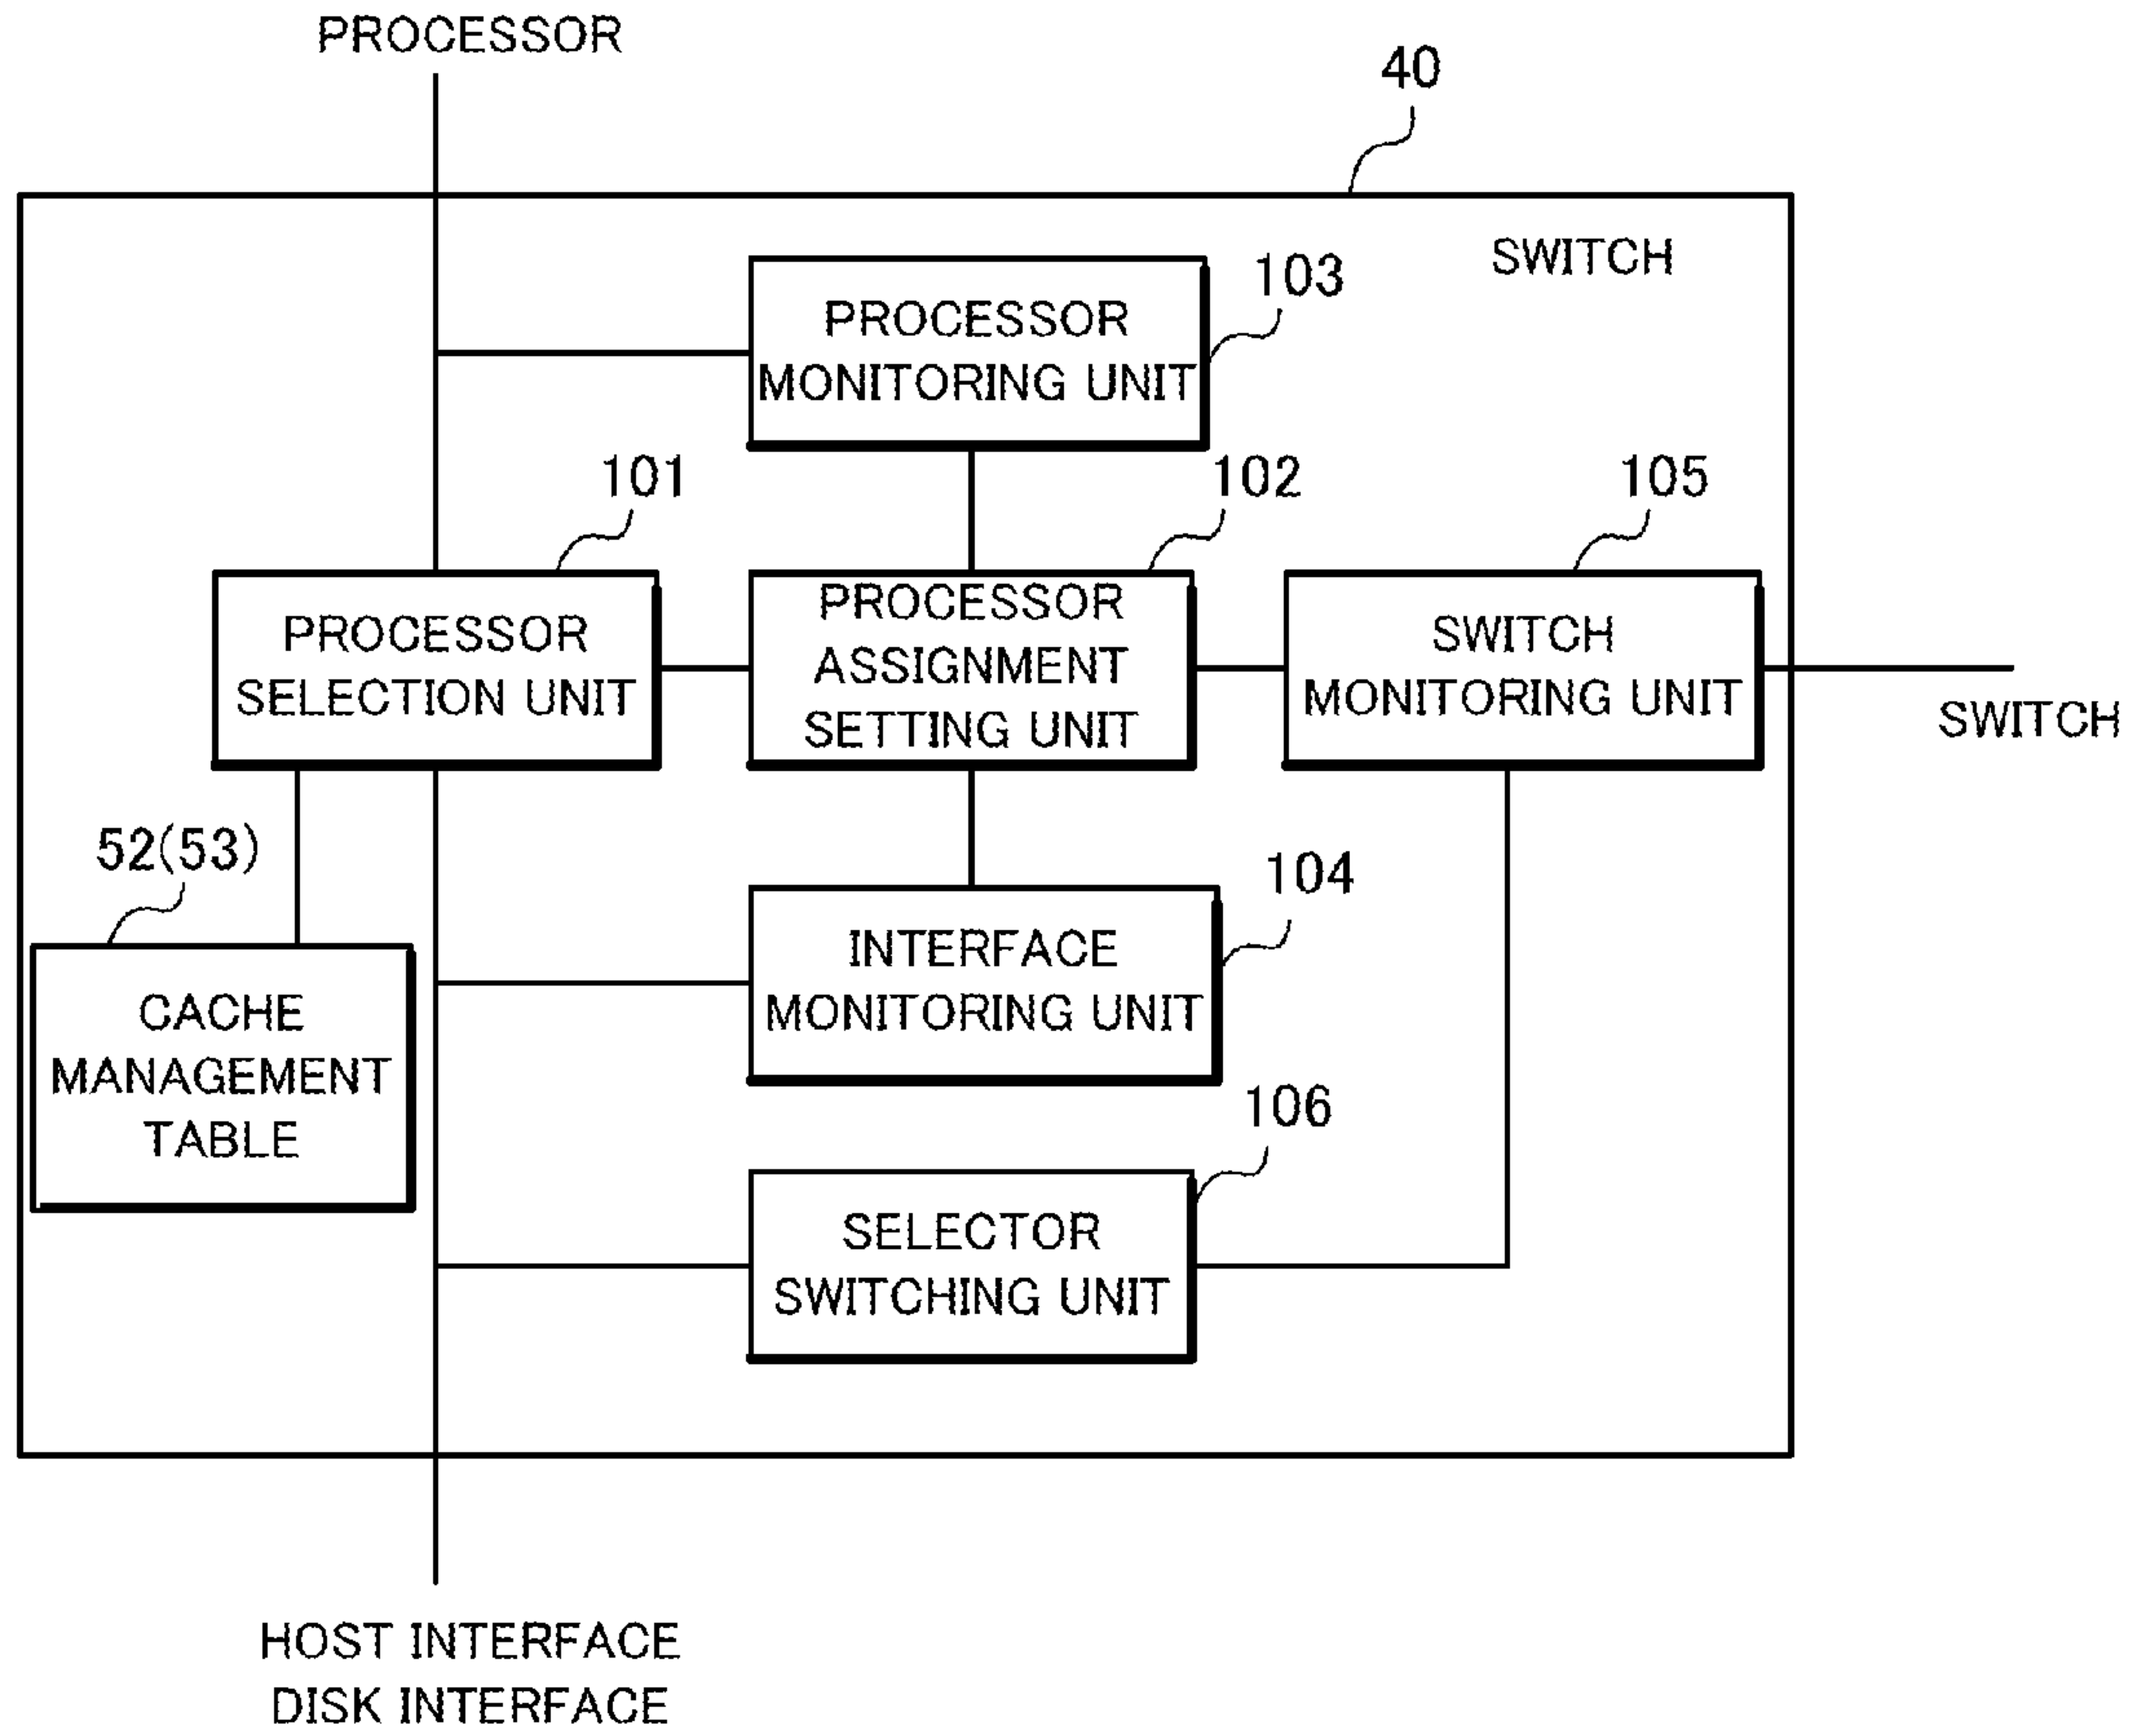 PROCESSOR
40
SWITCH
103
PROCESSOR
MONITORING UNIT
101
102
105
PROCESSOR
SELECTION UNIT
PROCESSOR
ASSIGNMENT
SETTING UNIT
SWITCH
MONITORING UNIT
SWITCH
52(53)
104
CACHE
MANAGEMENT
TABLE
INTERFACE
MONITORING UNIT
106
SELECTOR
SWITCHING UNIT
HOST INTERFACE
DISK INTERFACE